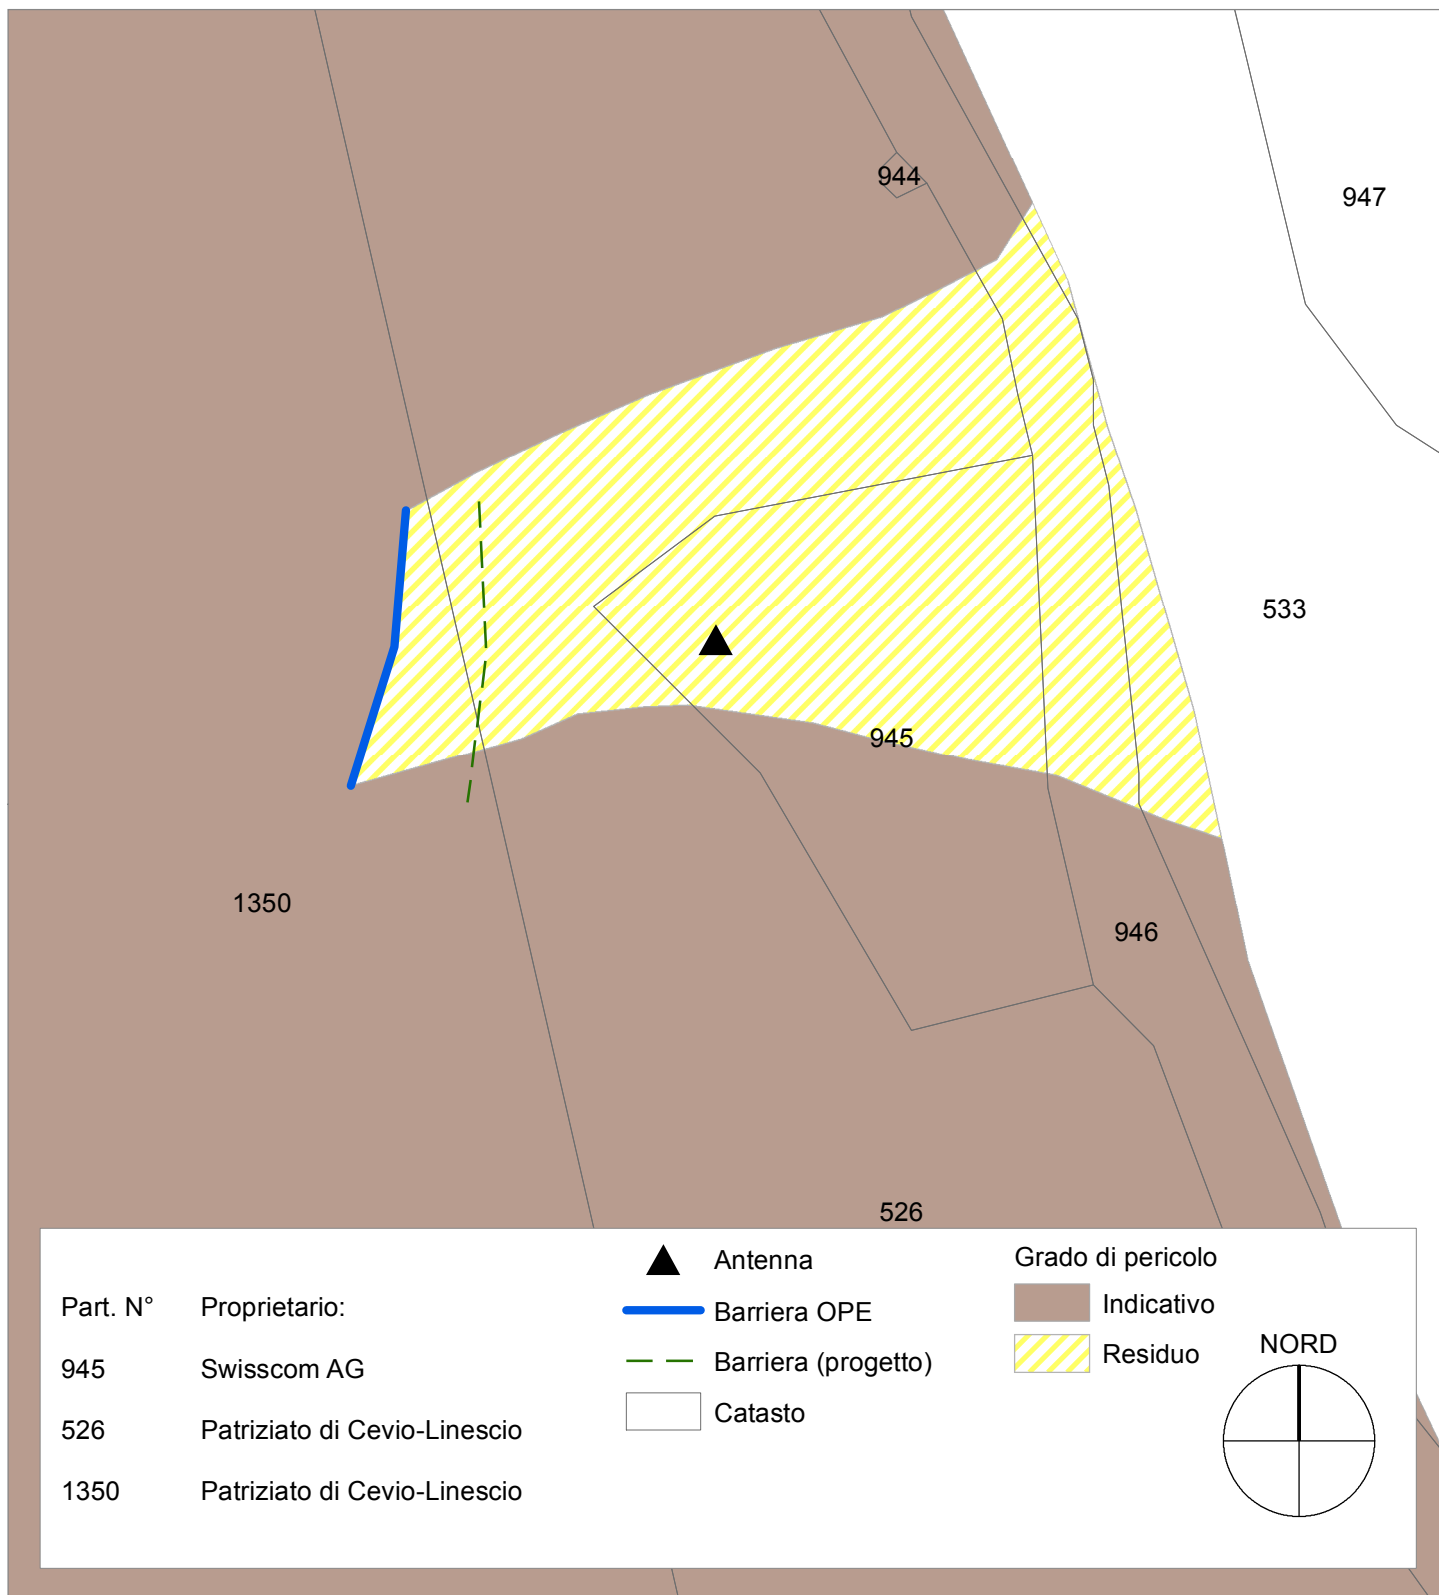 944
947
533
945
1350
946
526
Part. N° Proprietario:
945 Swisscom AG
526 Patriziato di Cevio-Linescio
1350 Patriziato di Cevio-Linescio
Antenna
Barriera OPE
Barriera (progetto)
Catasto
Grado di pericolo
Indicativo
Residuo
NORD